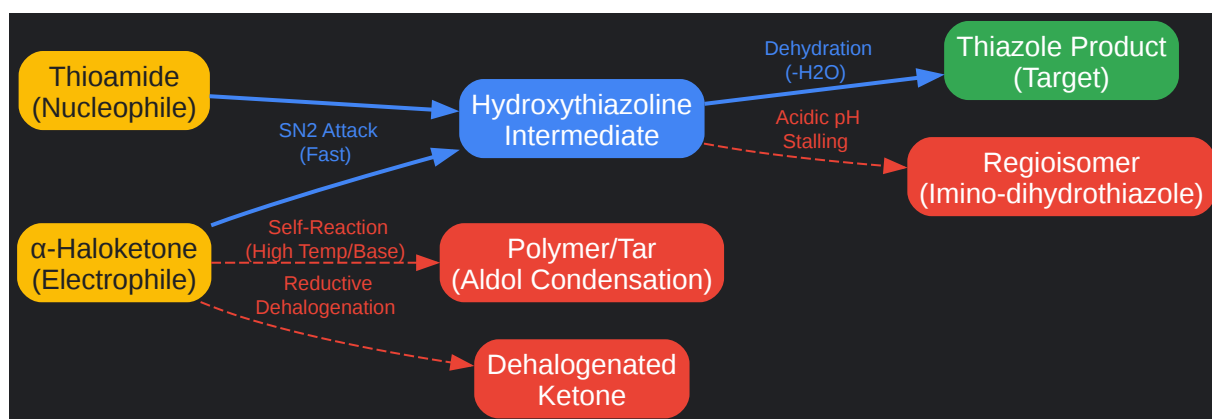 Thioamide
(Nucleophile)
SN2 Attack
(Fast)
Hydroxythiazoline
Intermediate
Dehydration
(-H2O)
Thiazole Product
(Target)
Acidic pH
Stalling
Regioisomer
(Imino-dihydrothiazole)
α-Haloketone
(Electrophile)
Self-Reaction
(High Temp/Base)
Polymer/Tar
(Aldol Condensation)
Reductive
Dehalogenation
Dehalogenated
Ketone